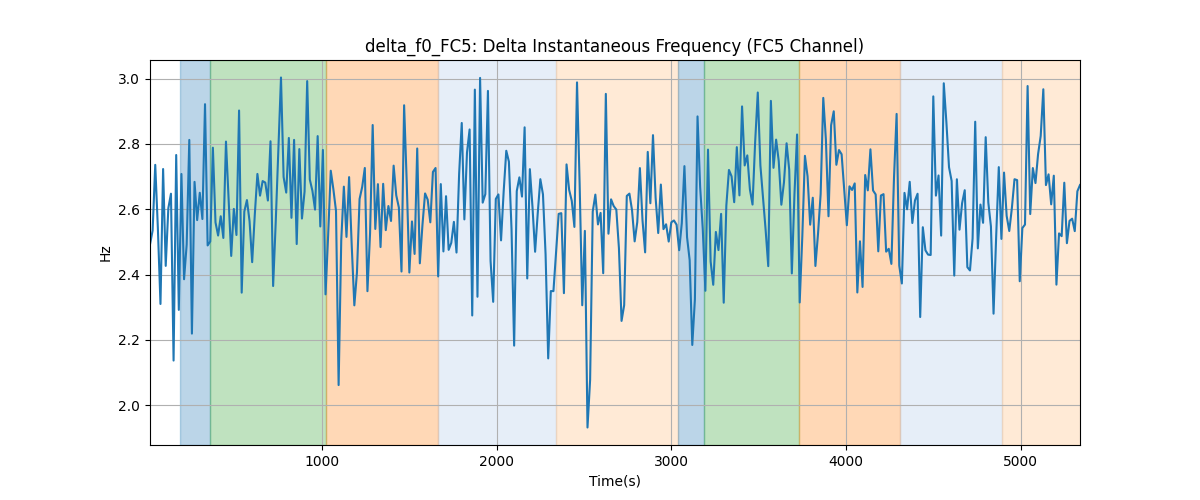 delta_f0_FC5: Delta Instantaneous Frequency (FC5 Channel)
3.0
2.8
2.6
2.4
2.2
2.0
Hz
1000 2000 3000 4000 5000
Time(s)